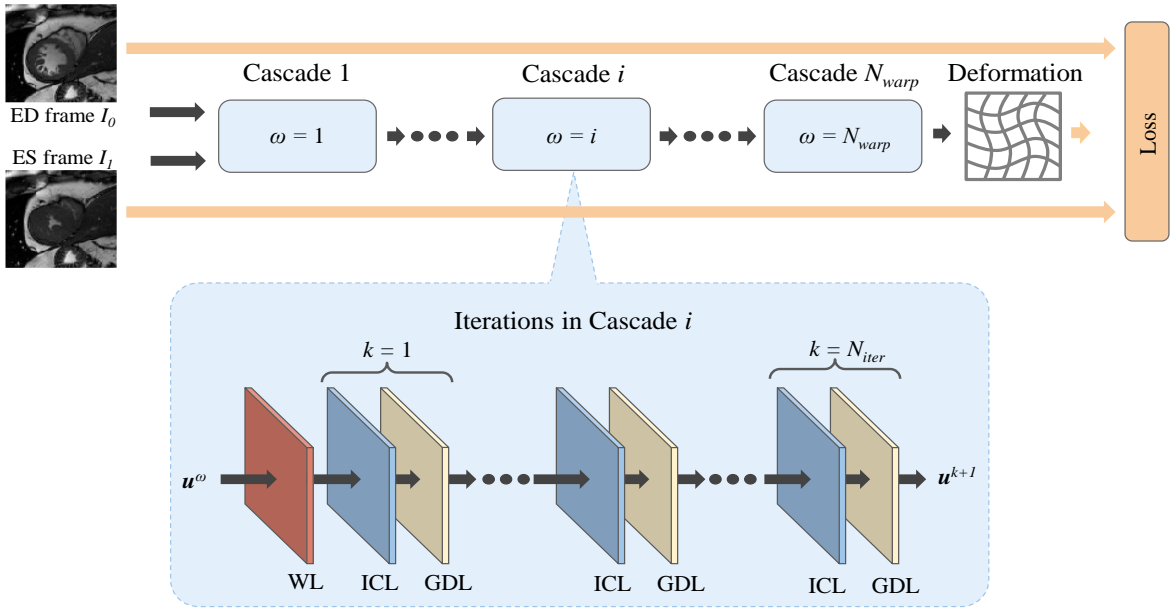 Cascade 1
Cascade i
Cascade N_warp
Deformation
ED frame I_0
ω = 1
ω = i
ω = N_warp
Loss
ES frame I_1
Iterations in Cascade i
k = 1
k = N_iter
u^ω
u^{k+1}
WL
ICL
GDL
ICL
GDL
ICL
GDL